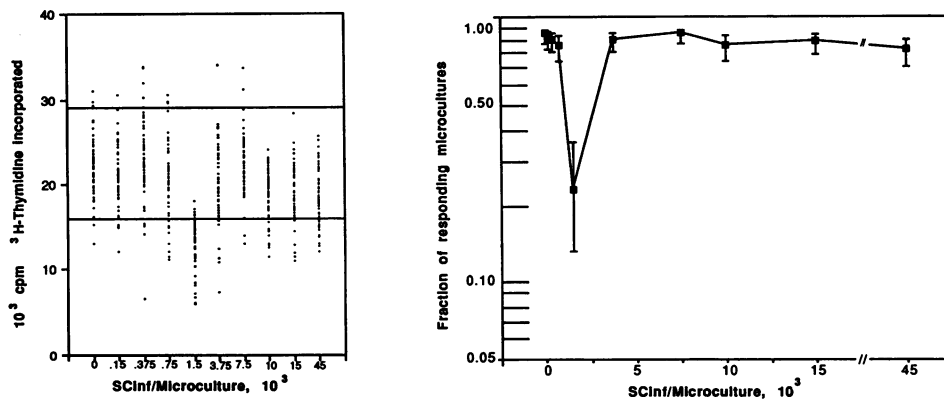 40
30
20
10
0
10³ cpm ³H-Thymidine Incorporated
0 .15 .375 .75 1.5 3.75 7.5 10 15 45
SCinf/Microculture, 10³
1.00
0.50
0.10
0.05
Fraction of responding microcultures
0 5 10 15 // 45
SCinf/Microculture, 10³